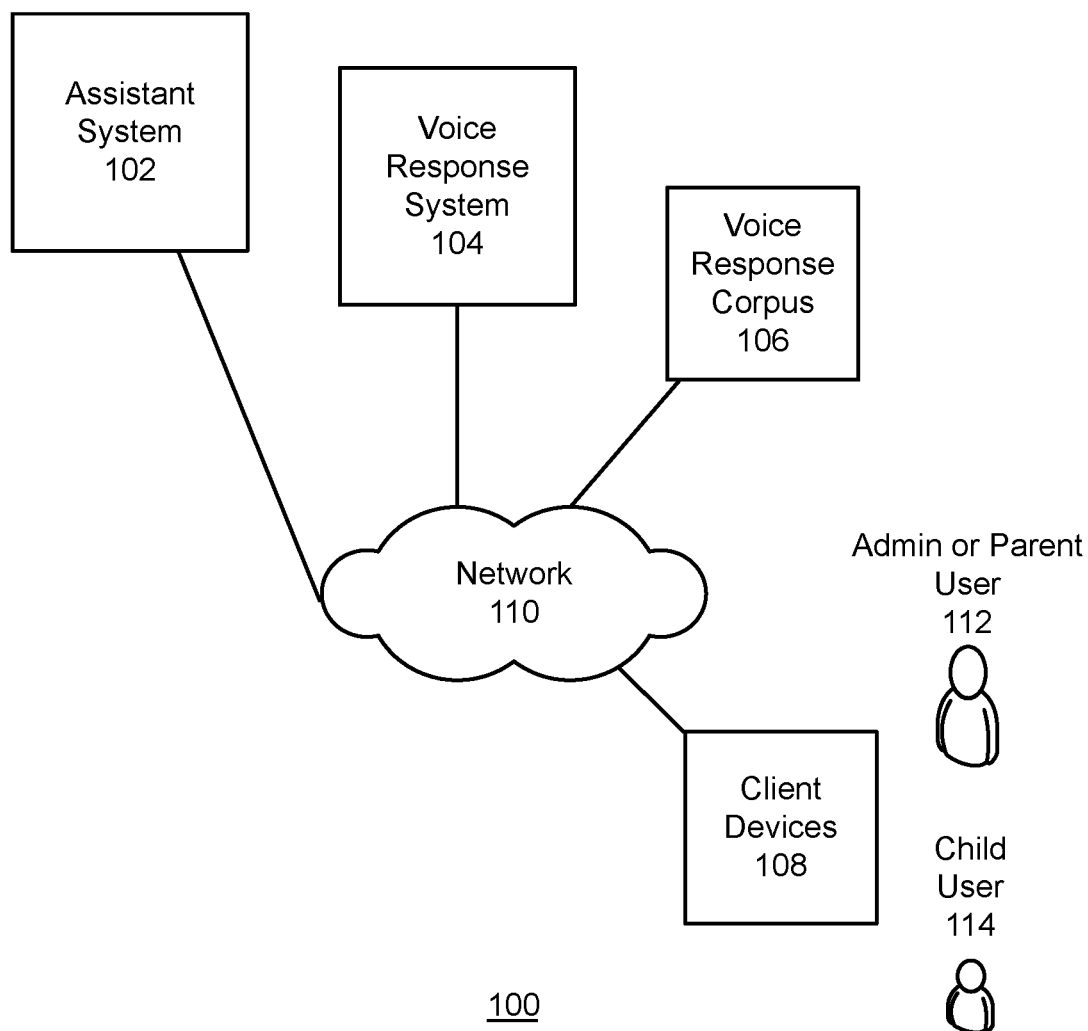 Assistant
System
102
Voice
Response
System
104
Voice
Response
Corpus
106
Network
110
Admin or Parent
User
112
Client
Devices
108
Child
User
114
100